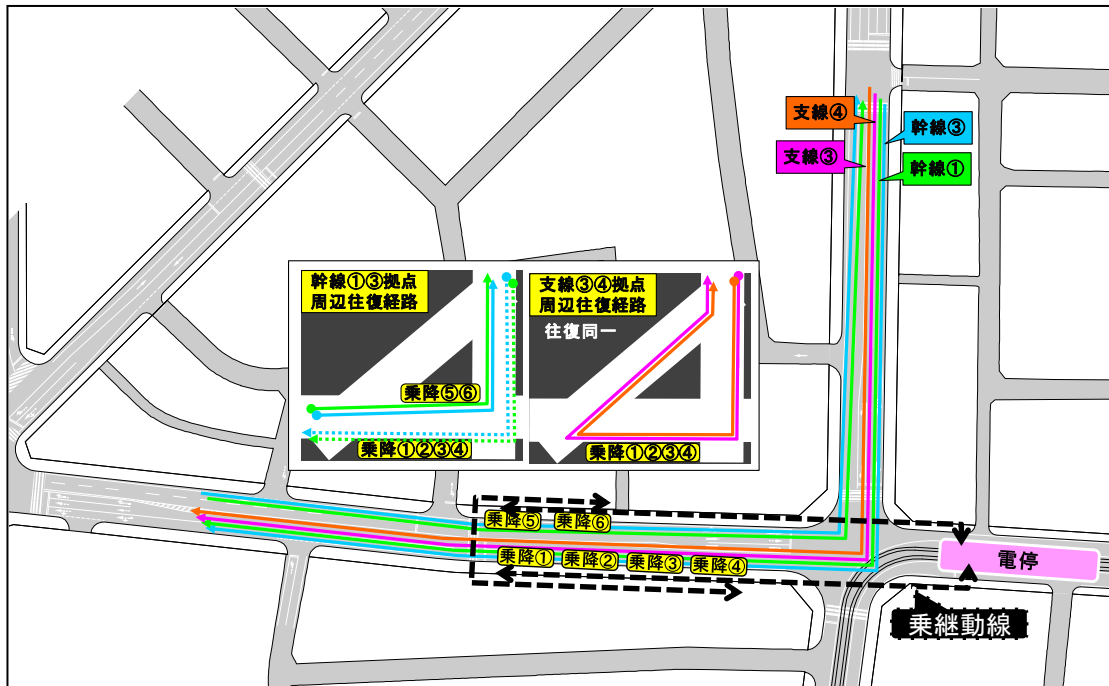 支線④
幹線③
支線③
幹線①
幹線①③拠点
周辺往復経路
乗降⑤⑥
乗降①②③④
支線③④拠点
周辺往復経路
往復同一
乗降①②③④
乗降⑤
乗降⑥
乗降①
乗降②
乗降③
乗降④
電停
乗継動線